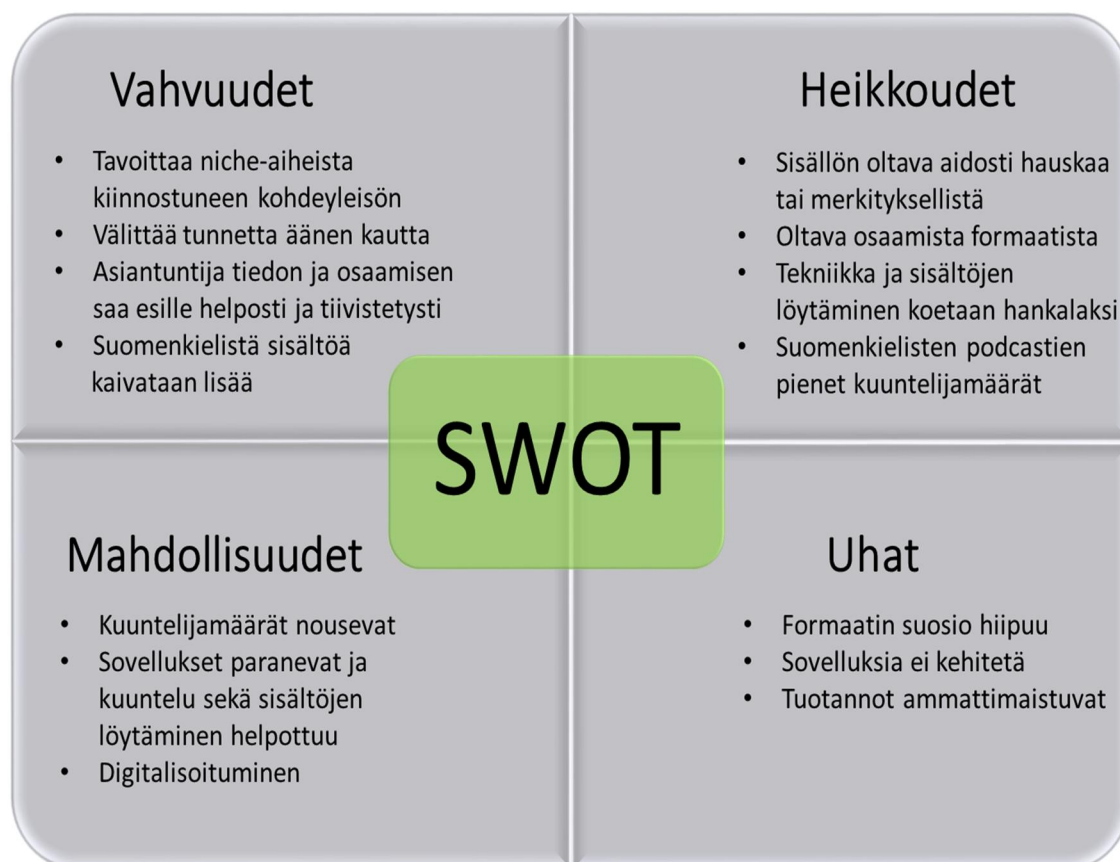 Vahvuudet
• Tavoittaa niche-aiheista
kiinnostuneen kohdeyleisön
• Välittää tunnetta äänen kautta
• Asiantuntija tiedon ja osaamisen
saa esille helposti ja tiivistetysti
• Suomenkielistä sisältöä
kaivataan lisää
Heikkoudet
• Sisällön oltava aidosti hauskaa
tai merkityksellistä
• Oltava osaamista formaatista
• Tekniikka ja sisältöjen
löytäminen koetaan hankalaksi
• Suomenkielisten podcastien
pienet kuuntelijamäärät
SWOT
Mahdollisuudet
• Kuuntelijamäärät nousevat
• Sovellukset paranevat ja
kuuntelu sekä sisältöjen
löytäminen helpottuu
• Digitalisoituminen
Uhat
• Formaatin suosio hiipuu
• Sovelluksia ei kehitetä
• Tuotannot ammattimaistuvat